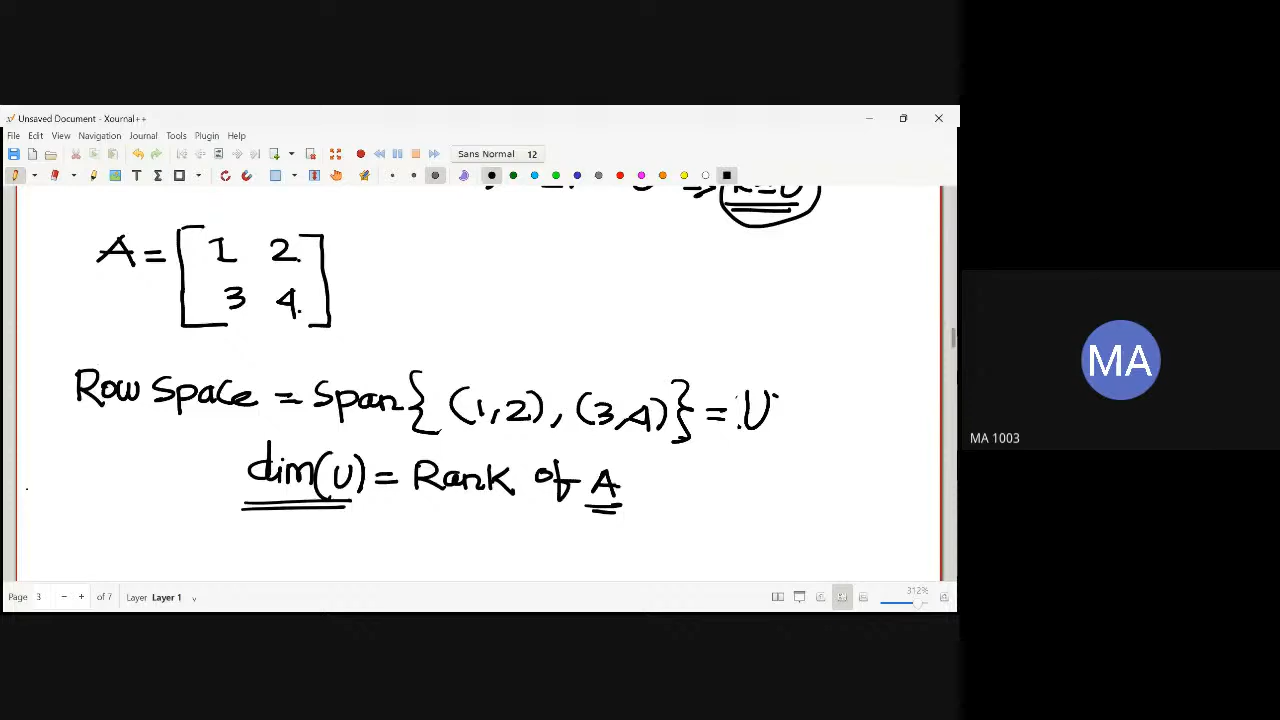 Unsaved Document - Xournal++
File Edit View Navigation Journal Tools Plugin Help
Sans Normal 12
A = [ 1 2
3 4 ]
Row Space = Span{ (1,2), (3,4) } = U
dim(U) = Rank of A
MA
MA 1003
Page 3 - + of 7 Layer Layer 1 312%